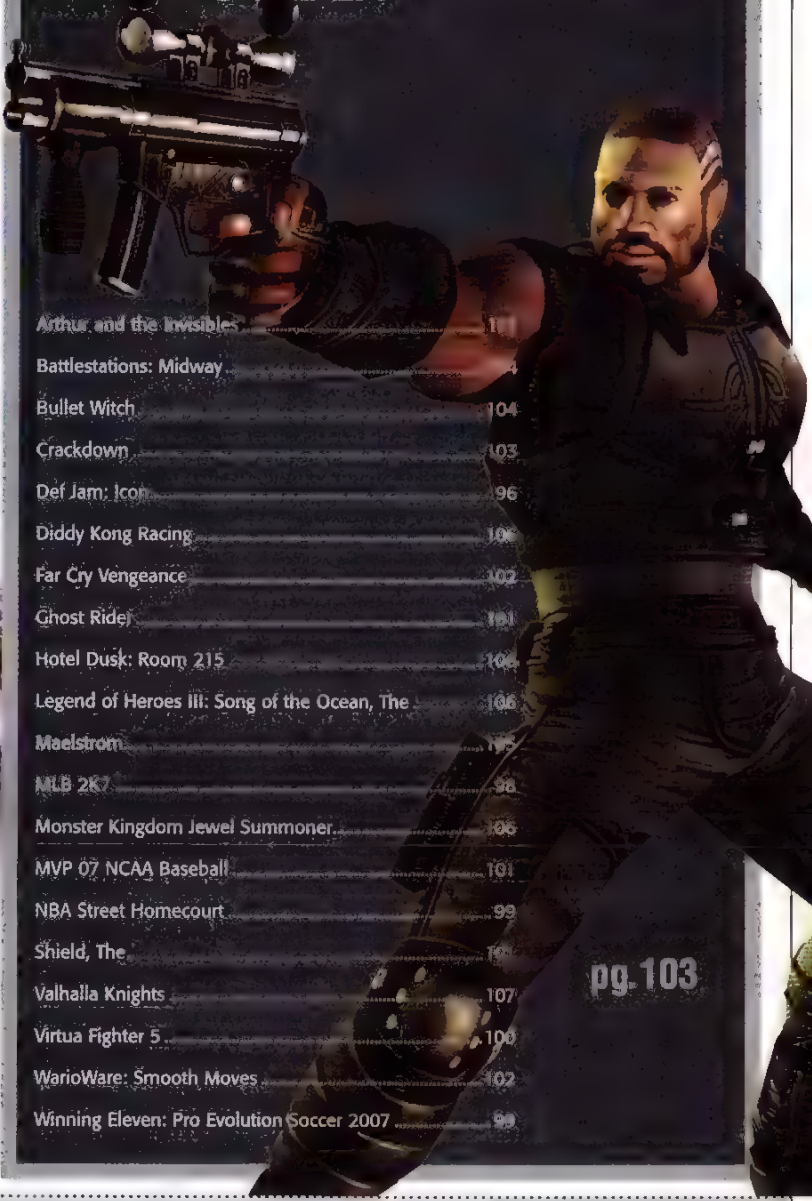 Arthur and the Invisibles
Battlestations: Midway
Bullet Witch 104
Crackdown 103
Def Jam: Icon 96
Diddy Kong Racing
Far Cry Vengeance 102
Ghost Rider 101
Hotel Dusk: Room 215
Legend of Heroes III: Song of the Ocean, The 106
Maelstrom
MLB 2K7 98
Monster Kingdom Jewel Summoner 106
MVP 07 NCAA Baseball 101
NBA Street Homecourt 99
Shield, The
Valhalla Knights 107
Virtua Fighter 5 100
WarioWare: Smooth Moves 102
Winning Eleven: Pro Evolution Soccer 2007
pg.103